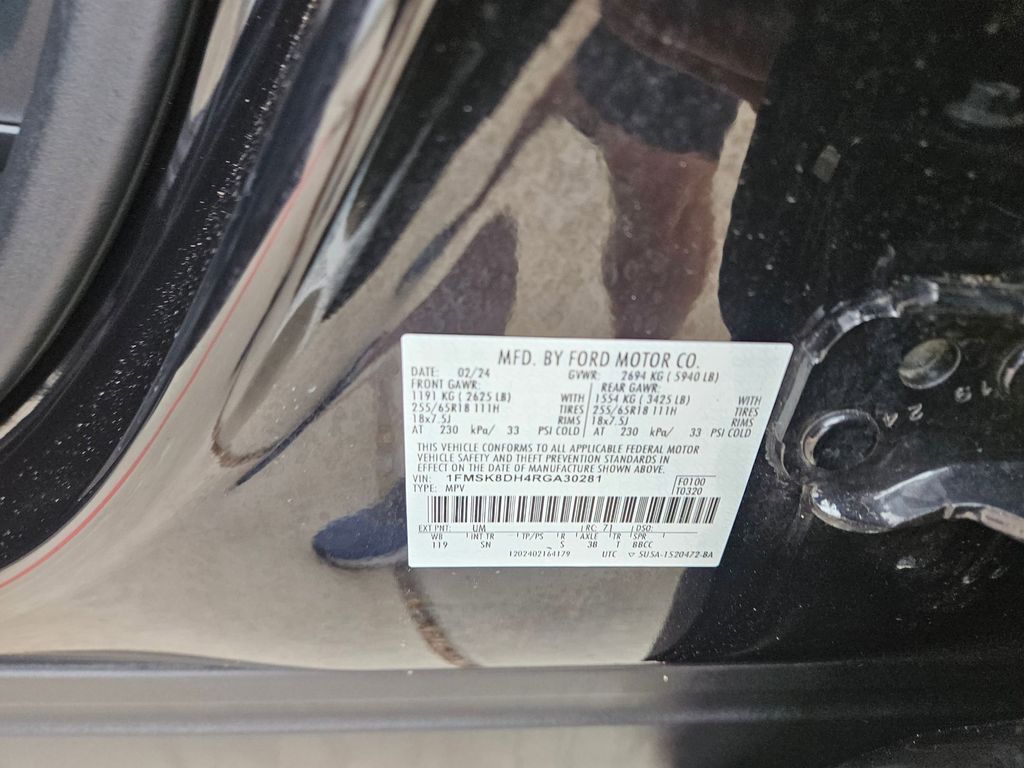 MFD. BY FORD MOTOR CO.
DATE: 02/24 GVWR: 2694 KG ( 5940 LB)
FRONT GAWR: REAR GAWR:
1191 KG ( 2625 LB) WITH 1554 KG ( 3425 LB) WITH
255/65R18 111H TIRES 255/65R18 111H TIRES
18x7.5J RIMS 18x7.5J RIMS
AT 230 kPa/ 33 PSI COLD AT 230 kPa/ 33 PSI COLD
THIS VEHICLE CONFORMS TO ALL APPLICABLE FEDERAL MOTOR
VEHICLE SAFETY AND THEFT PREVENTION STANDARDS IN
EFFECT ON THE DATE OF MANUFACTURE SHOWN ABOVE.
VIN: 1FMSK8DH4RGA30281 F0100
TYPE: MPV T0320
EXT PNT: UM RC: 71 DSO:
WB INT TR TP/PS R AXLE TR SPR
119 SN S 3B T 8BCC
1202402164179 UTC ▽ 5U5A-1520472-BA
19 24